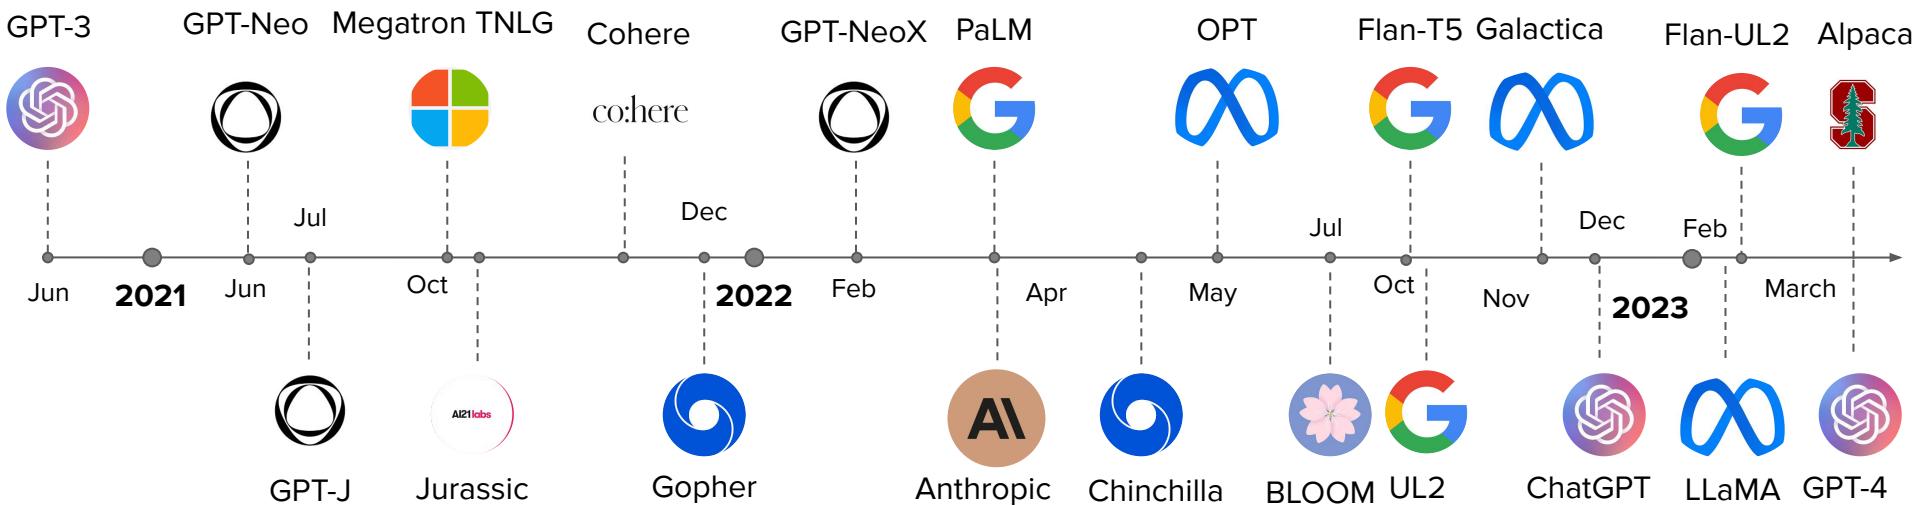 GPT-3
GPT-Neo
Megatron TNLG
Cohere
GPT-NeoX
PaLM
OPT
Flan-T5
Galactica
Flan-UL2
Alpaca
co:here
S
Jul
Dec
Jul
Dec
Feb
Jun
2021
Jun
Oct
2022
Feb
Apr
May
Oct
Nov
2023
March
AI21labs
AI
GPT-J
Jurassic
Gopher
Anthropic
Chinchilla
BLOOM
UL2
ChatGPT
LLaMA
GPT-4